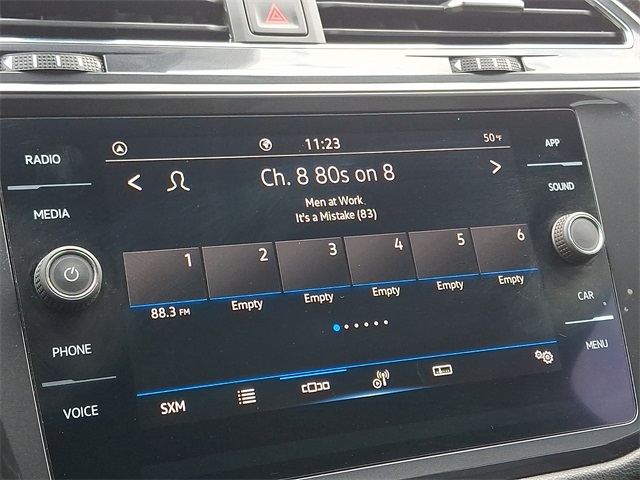 11:23
50°F
RADIO
APP
Ch. 8 80s on 8
MEDIA
SOUND
Men at Work
It's a Mistake (83)
1 2 3 4 5 6
88.3 FM Empty Empty Empty Empty Empty
CAR
PHONE
MENU
VOICE
SXM